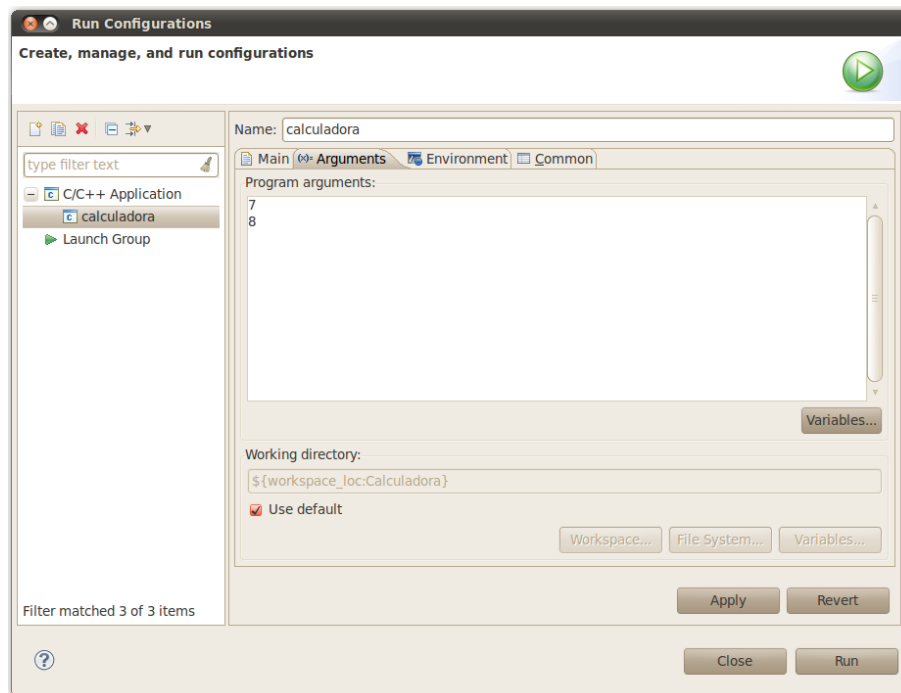 Run Configurations
Create, manage, and run configurations
type filter text
C/C++ Application
calculadora
Launch Group
Filter matched 3 of 3 items
Name: calculadora
Main (x)= Arguments Environment Common
Program arguments:
7
8
Variables...
Working directory:
${workspace_loc:Calculadora}
Use default
Workspace... File System... Variables...
Apply Revert
? Close Run